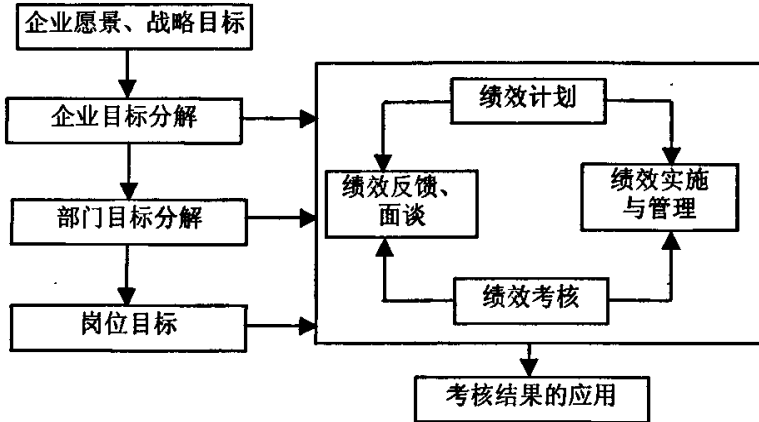 企业愿景、战略目标
企业目标分解
部门目标分解
岗位目标
绩效计划
绩效反馈、
面谈
绩效实施
与管理
绩效考核
考核结果的应用